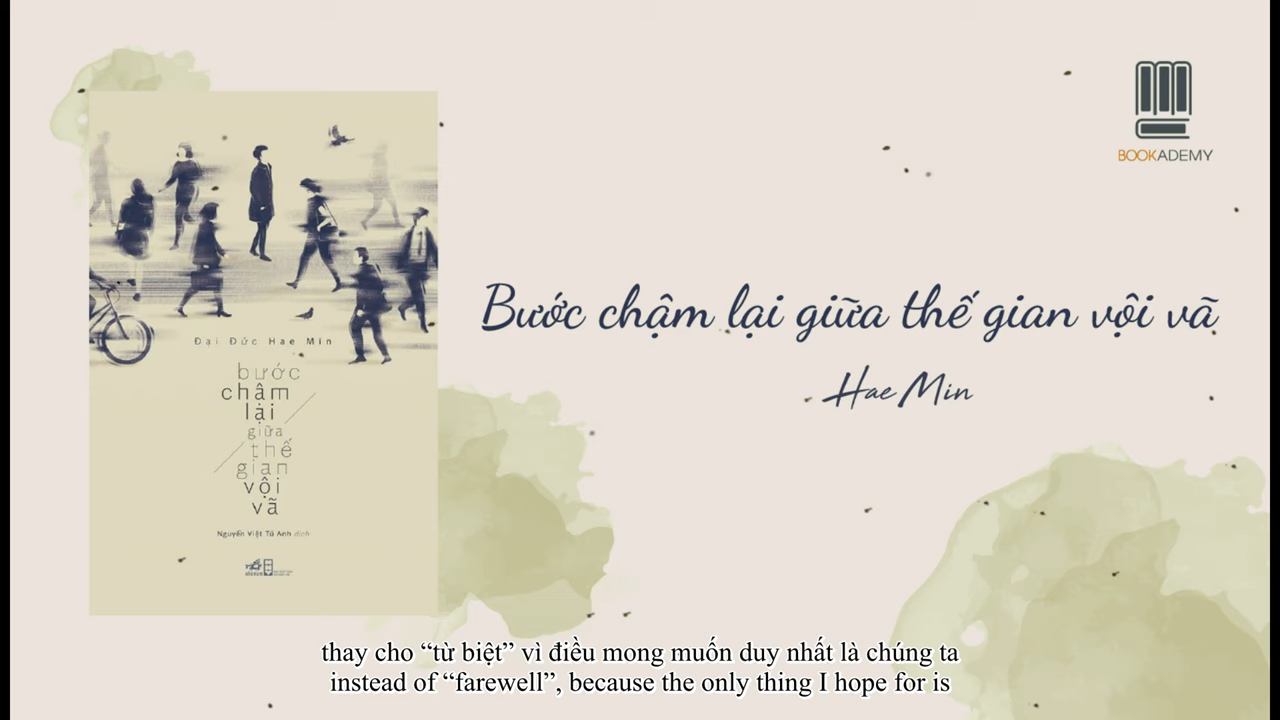 BOOKADEMY
Đại Đức Hae Min
bước
chậm
lại
giữa
thế
gian
vội
vã
Nguyễn Việt Tú Anh dịch
Bước chậm lại giữa thế gian vội vã
Hae Min
thay cho “từ biệt” vì điều mong muốn duy nhất là chúng ta
instead of “farewell”, because the only thing I hope for is